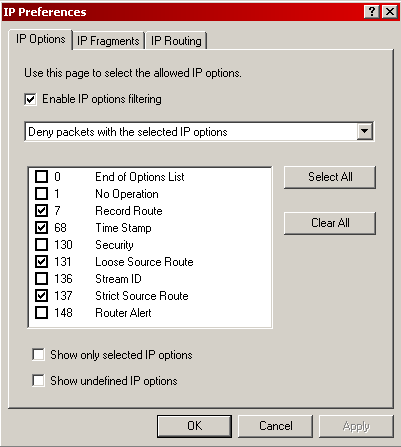 IP Preferences
IP Options IP Fragments IP Routing
Use this page to select the allowed IP options.
Enable IP options filtering
Deny packets with the selected IP options
0 End of Options List
1 No Operation
7 Record Route
68 Time Stamp
130 Security
131 Loose Source Route
136 Stream ID
137 Strict Source Route
148 Router Alert
Select All
Clear All
Show only selected IP options
Show undefined IP options
OK Cancel Apply